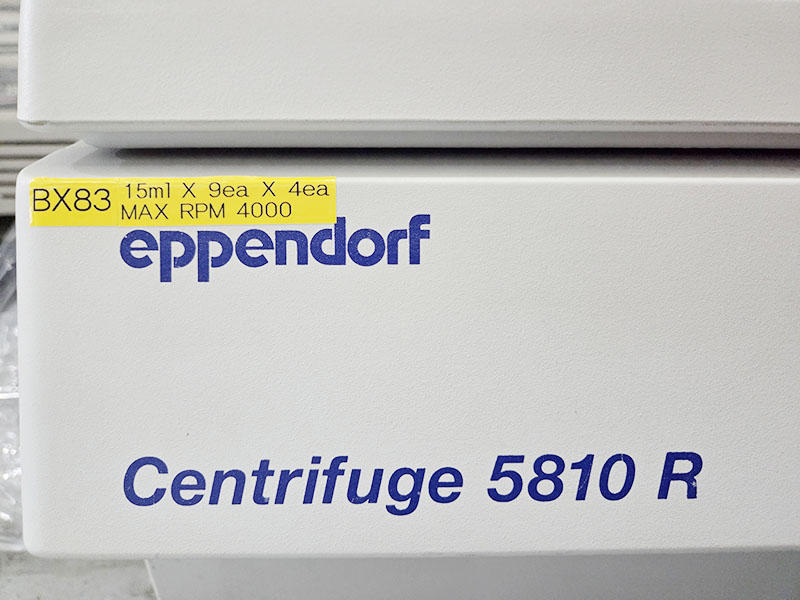 BX83
15ml X 9ea X 4ea
MAX RPM 4000
eppendorf
Centrifuge 5810 R